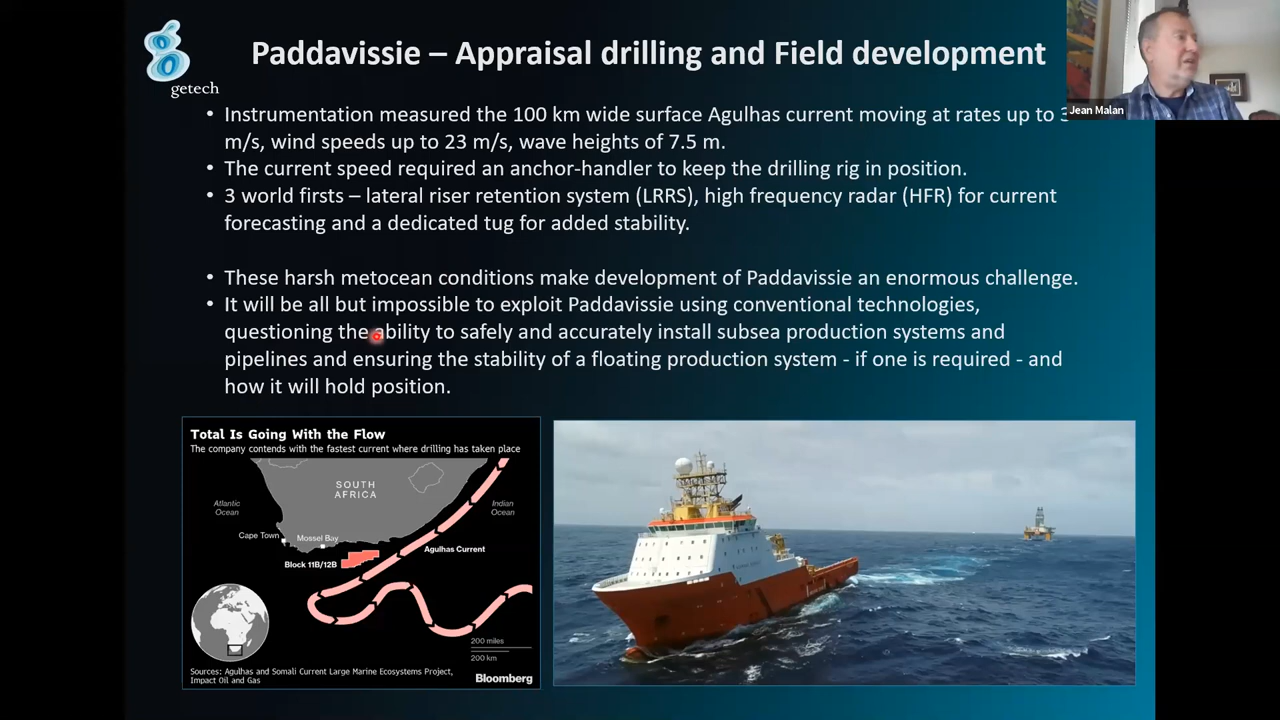 getech
Paddavissie – Appraisal drilling and Field development
Jean Malan
• Instrumentation measured the 100 km wide surface Agulhas current moving at rates up to 3
m/s, wind speeds up to 23 m/s, wave heights of 7.5 m.
• The current speed required an anchor-handler to keep the drilling rig in position.
• 3 world firsts – lateral riser retention system (LRRS), high frequency radar (HFR) for current
forecasting and a dedicated tug for added stability.
• These harsh metocean conditions make development of Paddavissie an enormous challenge.
• It will be all but impossible to exploit Paddavissie using conventional technologies,
questioning the ability to safely and accurately install subsea production systems and
pipelines and ensuring the stability of a floating production system - if one is required - and
how it will hold position.
Total Is Going With the Flow
The company contends with the fastest current where drilling has taken place
SOUTH
AFRICA
Atlantic
Ocean
Indian
Ocean
Cape Town
Mossel Bay
Agulhas Current
Block 11B/12B
200 miles
200 km
Sources: Agulhas and Somali Current Large Marine Ecosystems Project,
Impact Oil and Gas
Bloomberg